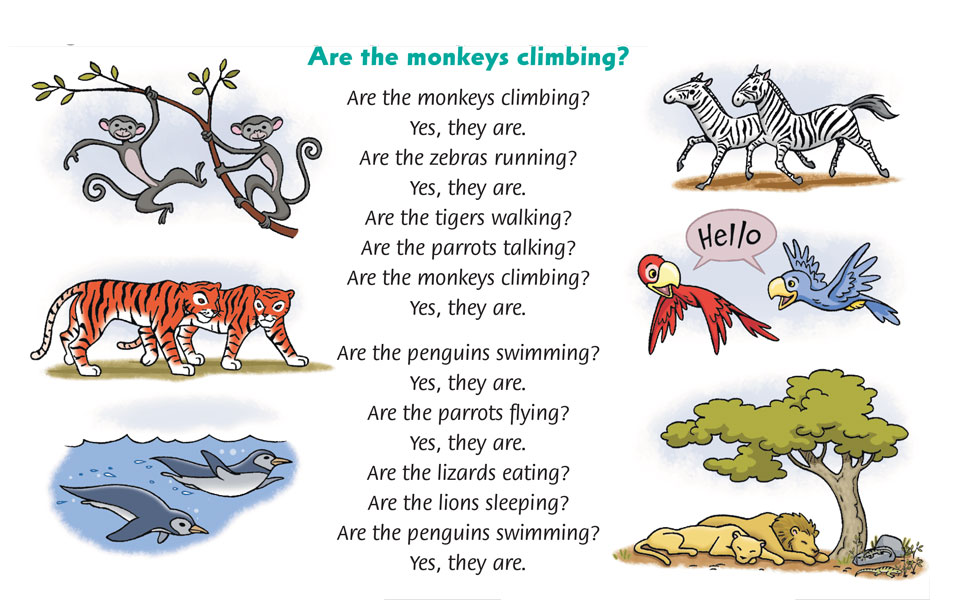 Are the monkeys climbing?
Are the monkeys climbing?
Yes, they are.
Are the zebras running?
Yes, they are.
Are the tigers walking?
Are the parrots talking?
Are the monkeys climbing?
Yes, they are.
Are the penguins swimming?
Yes, they are.
Are the parrots flying?
Yes, they are.
Are the lizards eating?
Are the lions sleeping?
Are the penguins swimming?
Yes, they are.
Hello